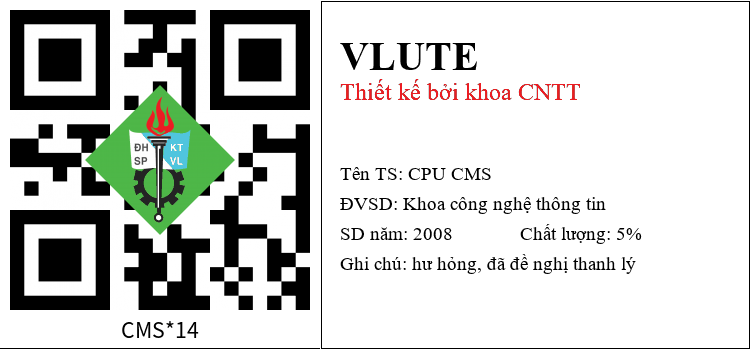 ĐH KT
SP VL
CMS*14
VLUTE
Thiết kế bởi khoa CNTT
Tên TS: CPU CMS
ĐVSD: Khoa công nghệ thông tin
SD năm: 2008 Chất lượng: 5%
Ghi chú: hư hỏng, đã đề nghị thanh lý